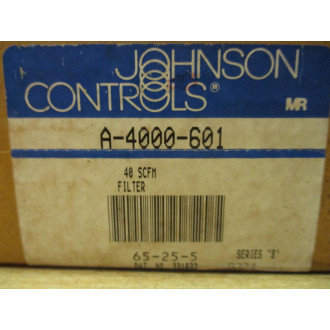 JOHNSON
CONTROLS®
MR
A-4000-601
40 SCFM
FILTER
65-25-5
SERIES "B"